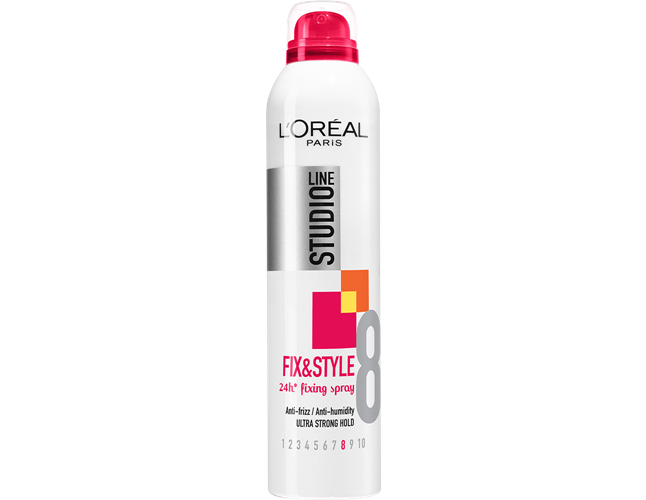 L'ORÉAL
PARIS
STUDIO
LINE
8
FIX&STYLE
24h* fixing spray
Anti-frizz / Anti-humidity
ULTRA STRONG HOLD
1 2 3 4 5 6 7 8 9 10